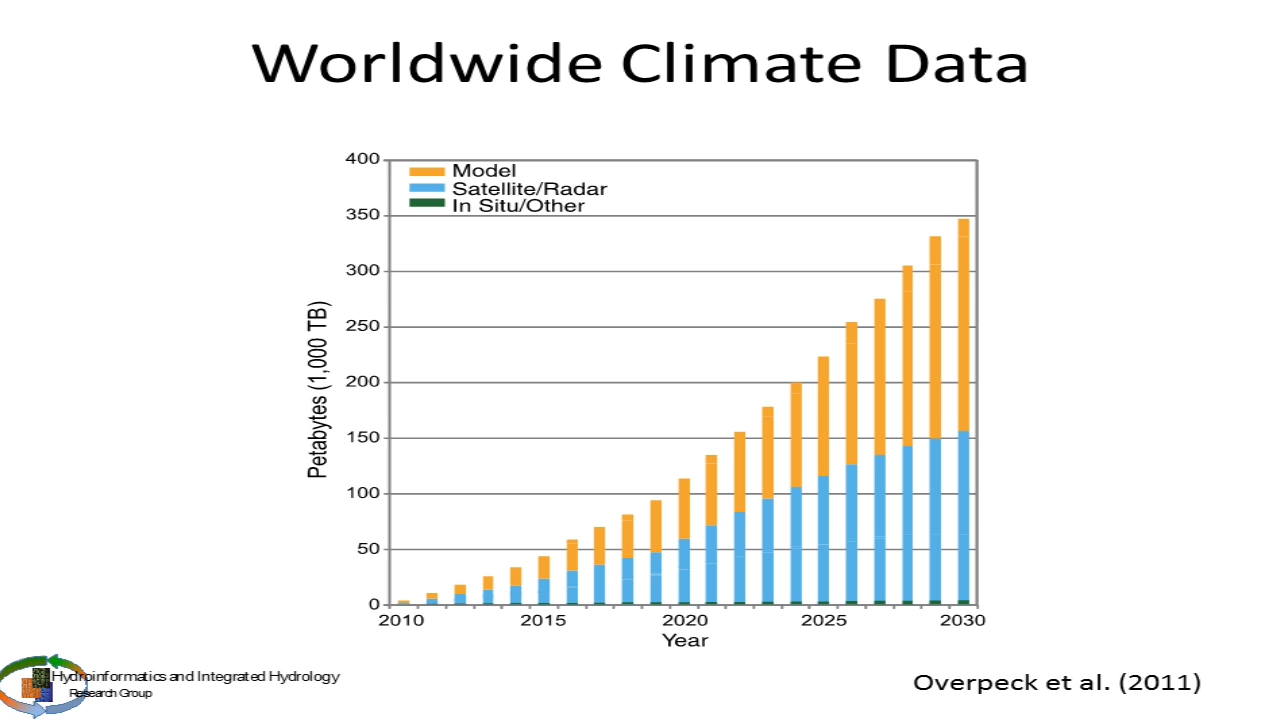 Worldwide Climate Data
400
Model
Satellite/Radar
In Situ/Other
350
300
250
200
150
100
50
0
Petabytes (1,000 TB)
2010 2015 2020 2025 2030
Year
Hydroinformatics and Integrated Hydrology
Research Group
Overpeck et al. (2011)